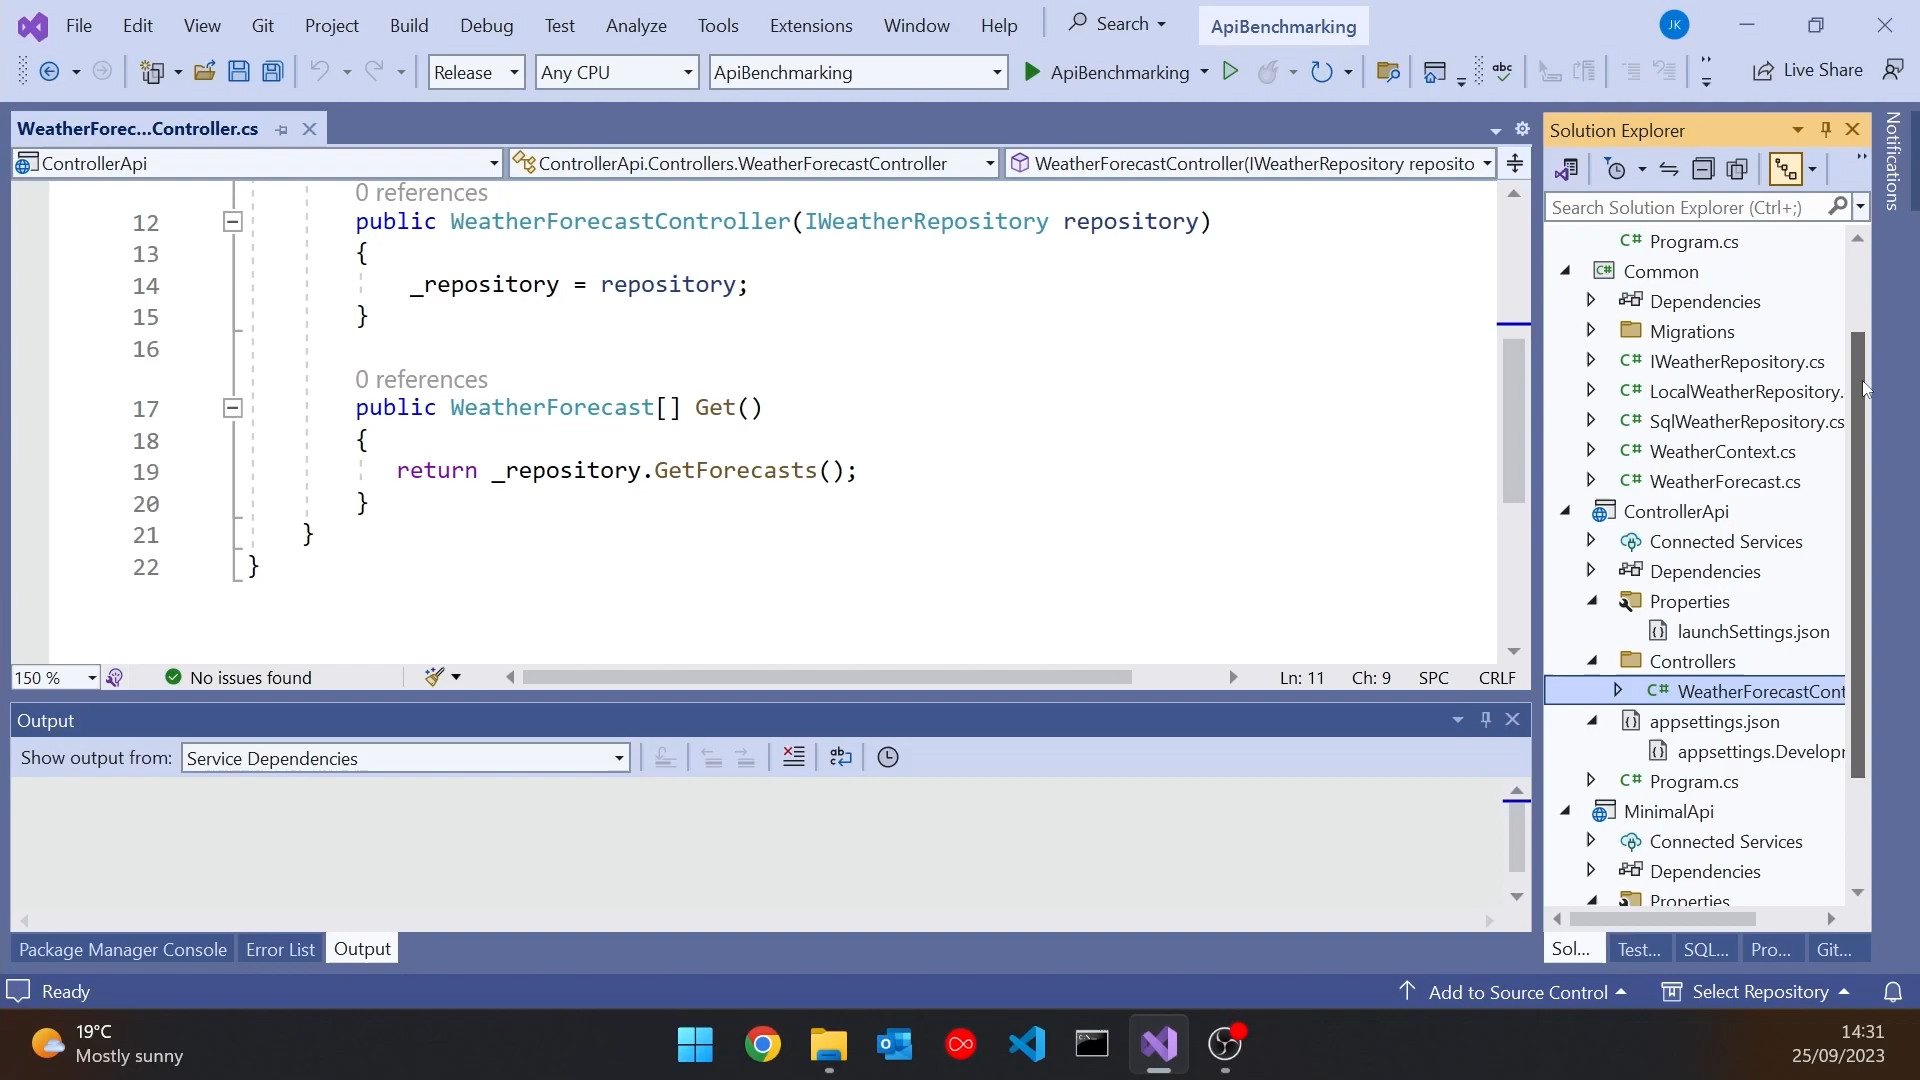 File Edit View Git Project Build Debug Test Analyze Tools Extensions Window Help Search ApiBenchmarking JK
Release Any CPU ApiBenchmarking ApiBenchmarking abc Live Share
WeatherForec...Controller.cs
ControllerApi ControllerApi.Controllers.WeatherForecastController WeatherForecastController(IWeatherRepository reposito
0 references
12 public WeatherForecastController(IWeatherRepository repository)
13 {
14 _repository = repository;
15 }
16
0 references
17 public WeatherForecast[] Get()
18 {
19 return _repository.GetForecasts();
20 }
21 }
22 }
150 % No issues found Ln: 11 Ch: 9 SPC CRLF
Output
Show output from: Service Dependencies
Package Manager Console Error List Output
Solution Explorer
Search Solution Explorer (Ctrl+;)
C# Program.cs
C# Common
Dependencies
Migrations
C# IWeatherRepository.cs
C# LocalWeatherRepository.
C# SqlWeatherRepository.cs
C# WeatherContext.cs
C# WeatherForecast.cs
ControllerApi
Connected Services
Dependencies
Properties
launchSettings.json
Controllers
C# WeatherForecastCont
appsettings.json
appsettings.Develop
C# Program.cs
MinimalApi
Connected Services
Dependencies
Properties
Sol... Test... SQL... Pro... Git...
Notifications
Ready Add to Source Control Select Repository
19°C
Mostly sunny
14:31
25/09/2023